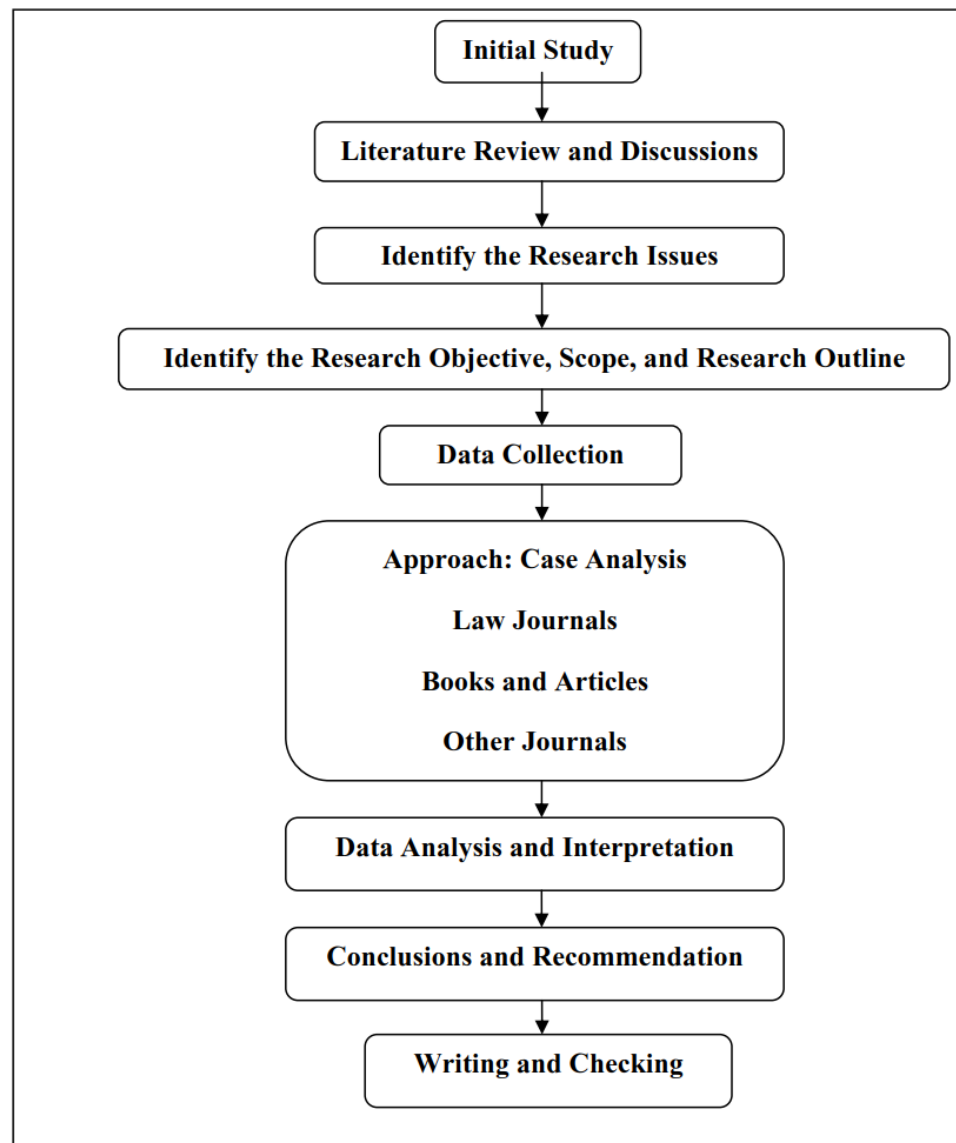 Initial Study
Literature Review and Discussions
Identify the Research Issues
Identify the Research Objective, Scope, and Research Outline
Data Collection
Approach: Case Analysis
Law Journals
Books and Articles
Other Journals
Data Analysis and Interpretation
Conclusions and Recommendation
Writing and Checking